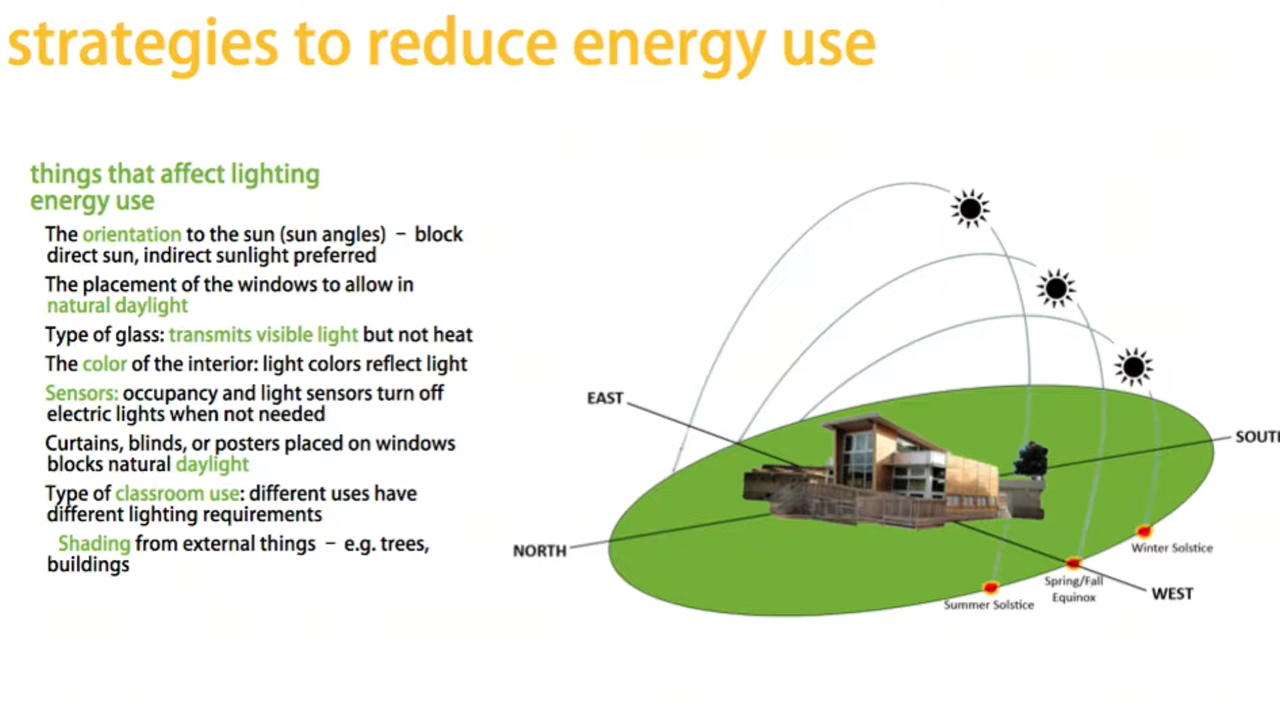 strategies to reduce energy use
things that affect lighting
energy use
The orientation to the sun (sun angles) – block
direct sun, indirect sunlight preferred
The placement of the windows to allow in
natural daylight
Type of glass: transmits visible light but not heat
The color of the interior: light colors reflect light
Sensors: occupancy and light sensors turn off
electric lights when not needed
Curtains, blinds, or posters placed on windows
blocks natural daylight
Type of classroom use: different uses have
different lighting requirements
Shading from external things – e.g. trees,
buildings
EAST
SOUTH
NORTH
WEST
Winter Solstice
Spring/Fall
Equinox
Summer Solstice